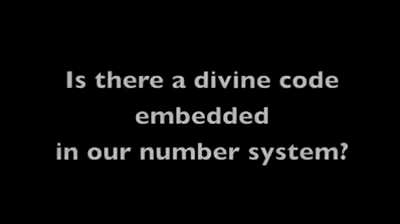 Is there a divine code
embedded
in our number system?